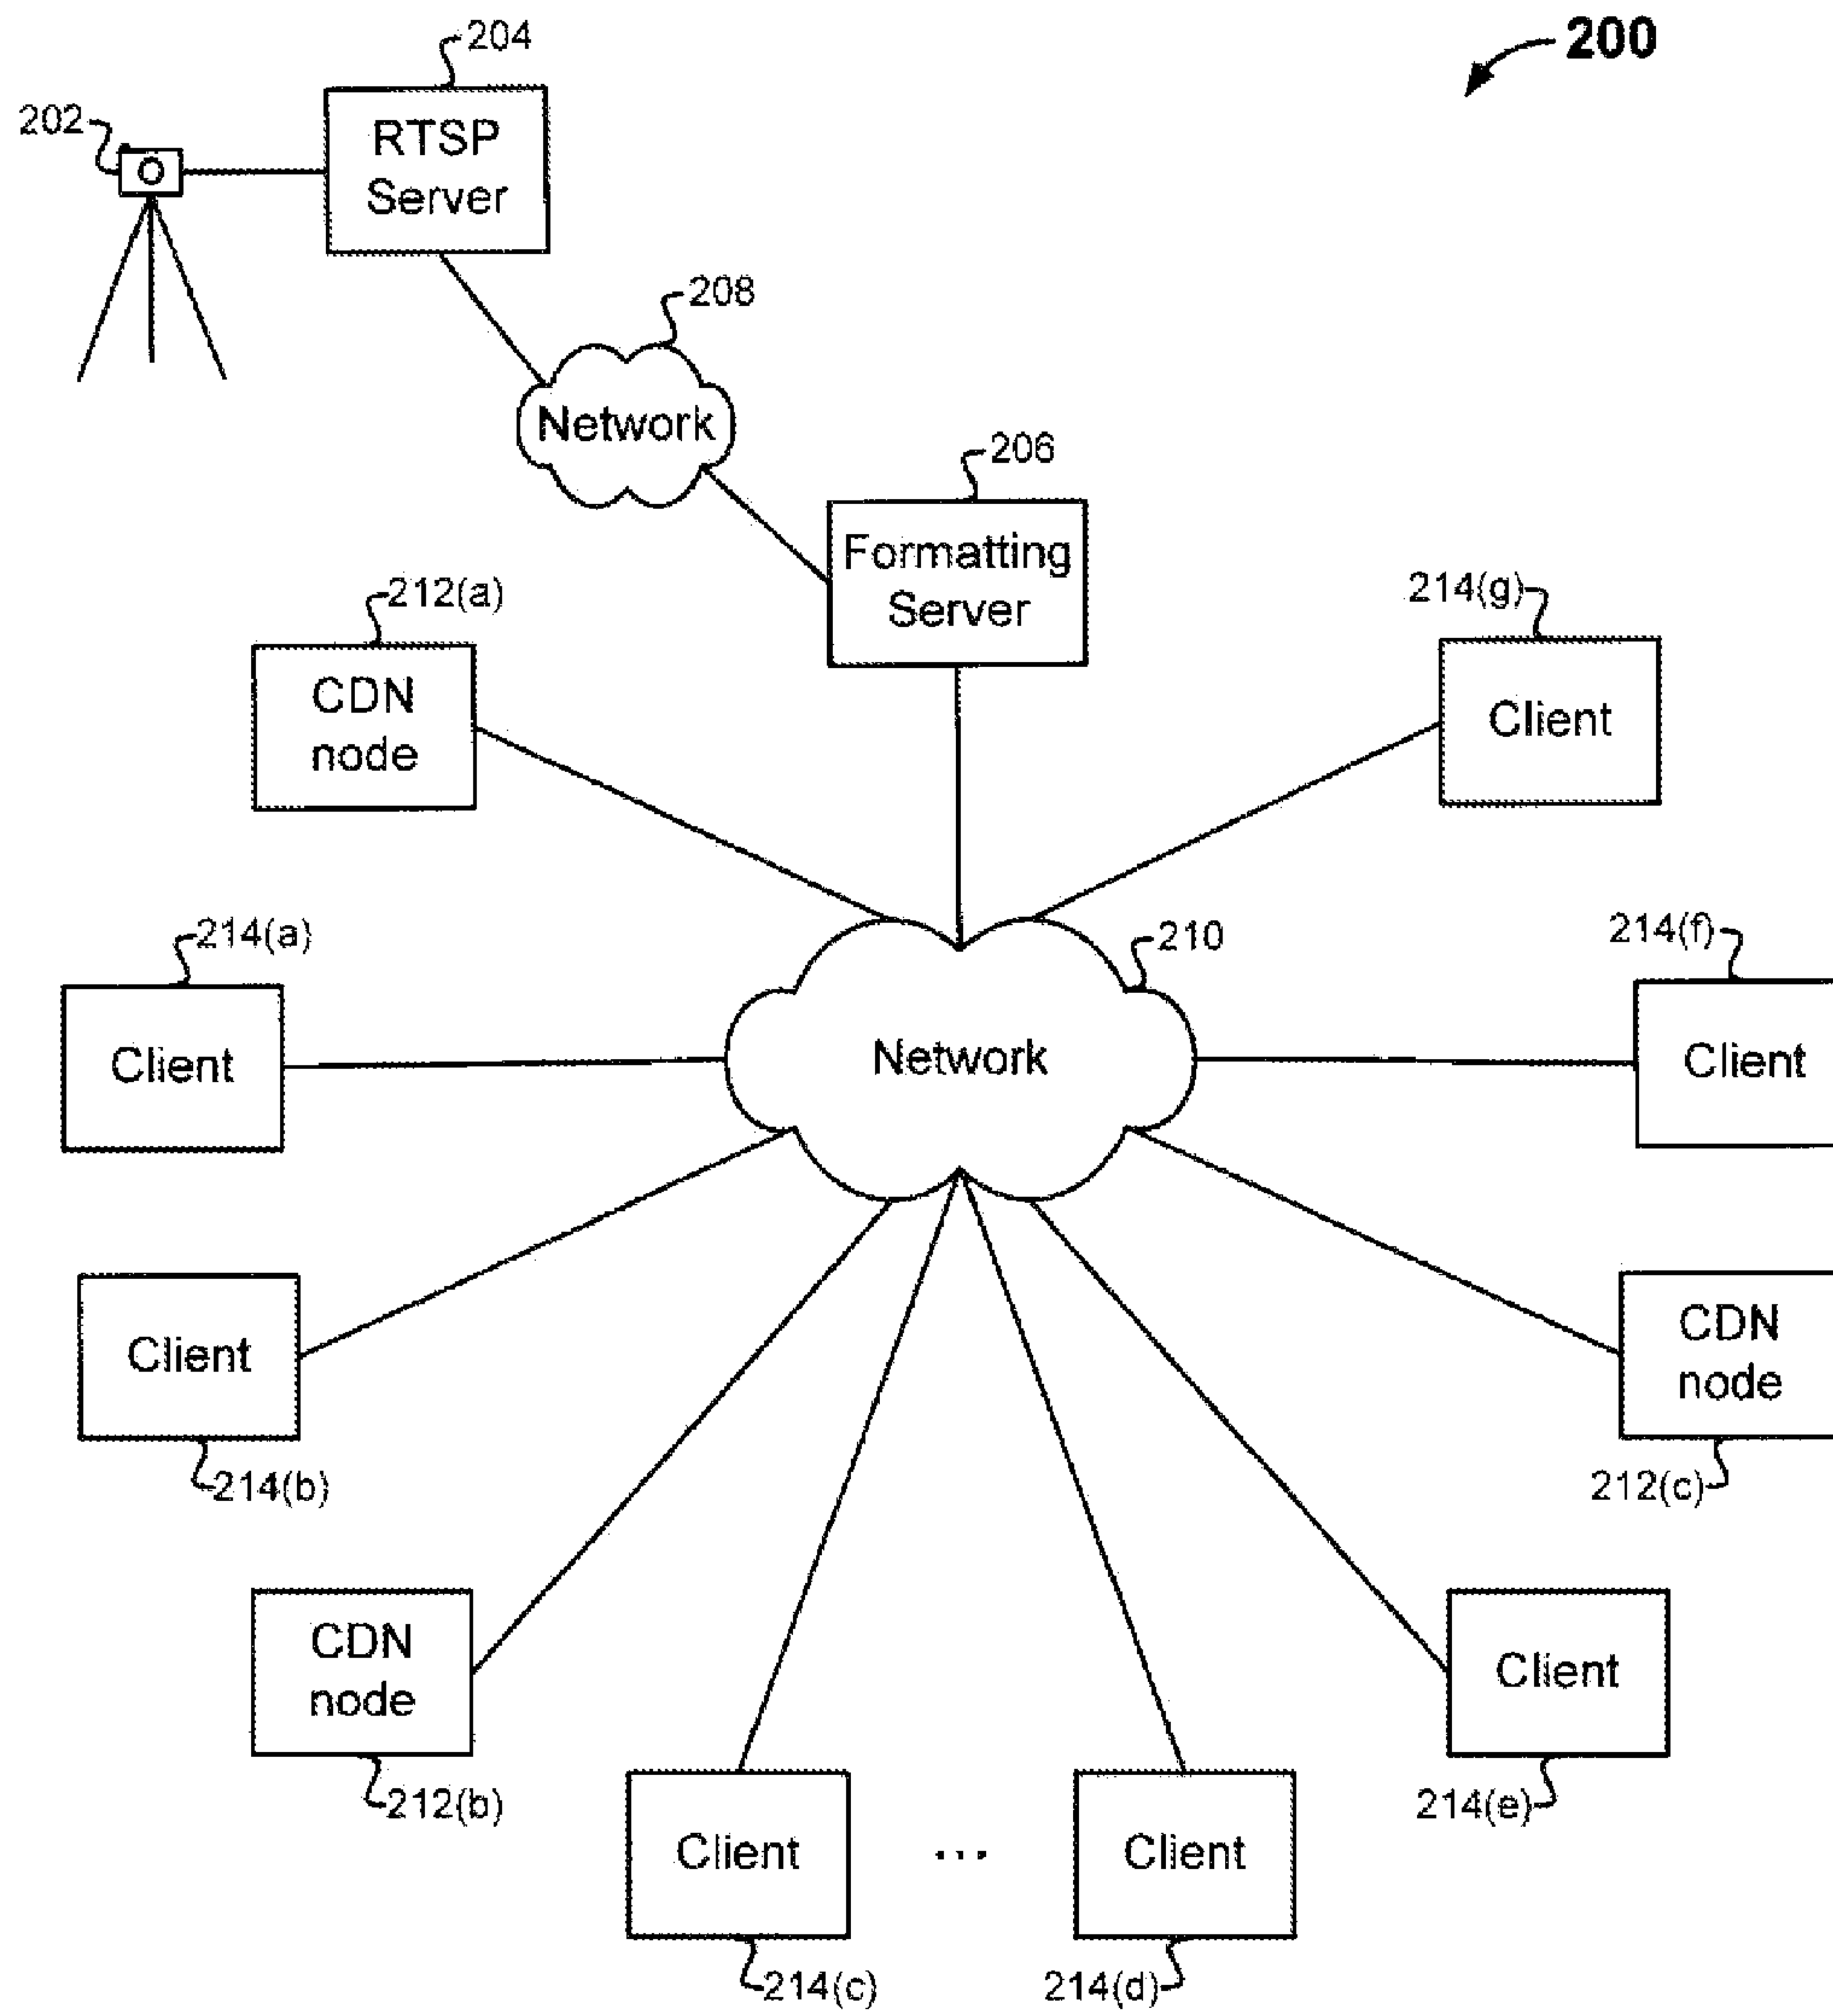 200
204
202
RTSP
Server
208
Network
206
Formatting
Server
212(a)
CDN
node
214(g)
Client
214(a)
Client
210
Network
214(f)
Client
Client
214(b)
CDN
node
212(c)
CDN
node
212(b)
Client
214(e)
Client
214(c)
...
Client
214(d)